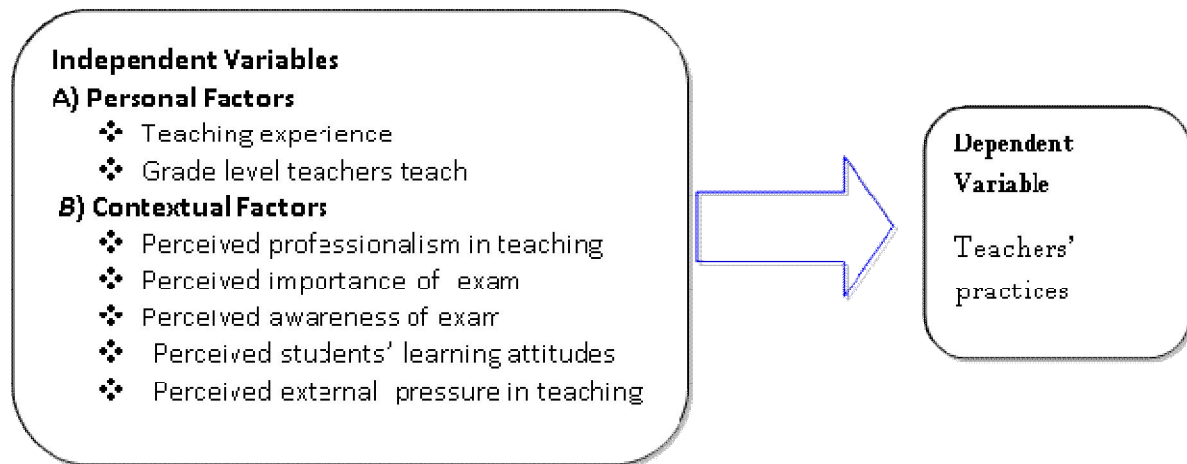 Independent Variables
A) Personal Factors
❖ Teaching experience
❖ Grade level teachers teach
B) Contextual Factors
❖ Perceived professionalism in teaching
❖ Perceived importance of exam
❖ Perceived awareness of exam
❖ Perceived students’ learning attitudes
❖ Perceived external pressure in teaching
Dependent
Variable
Teachers’
practices